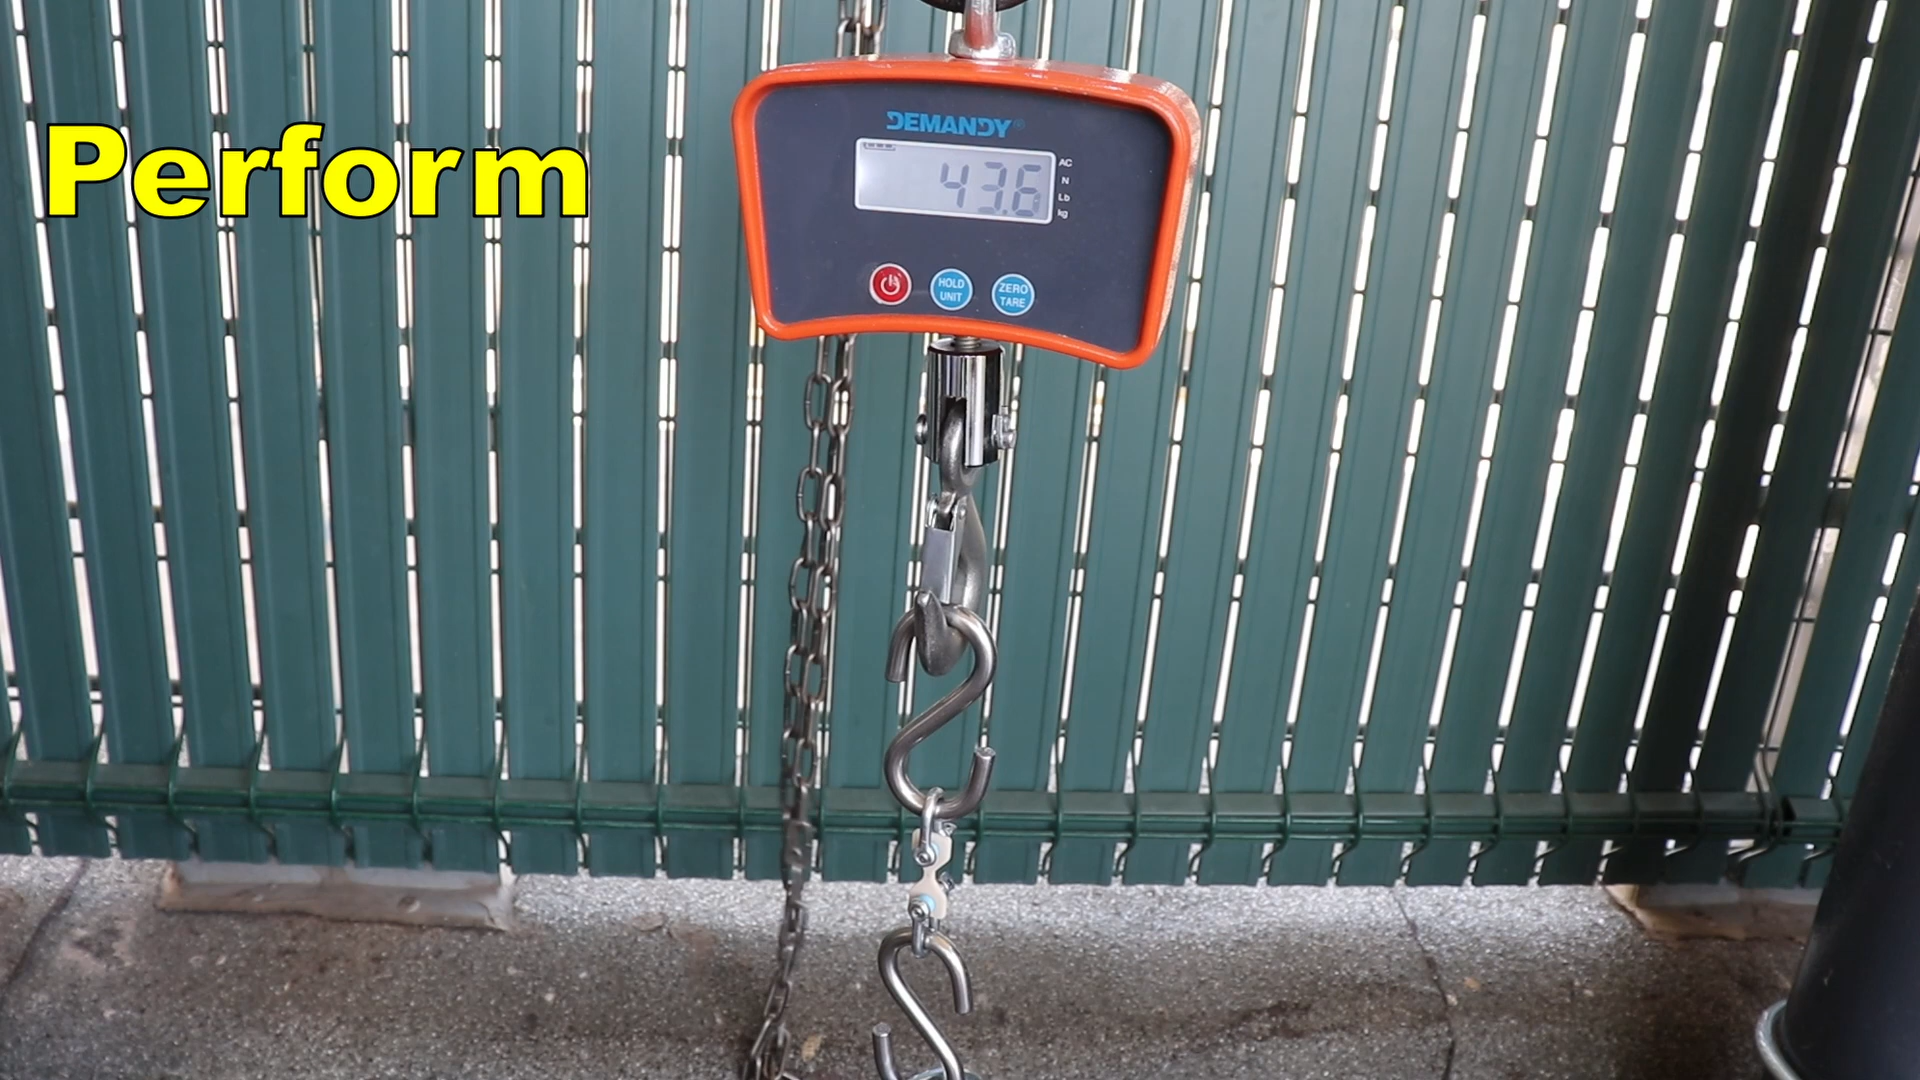 Perform
DEMANDY®
43.6
AC
N
Lb
kg
HOLD
UNIT
ZERO
TARE